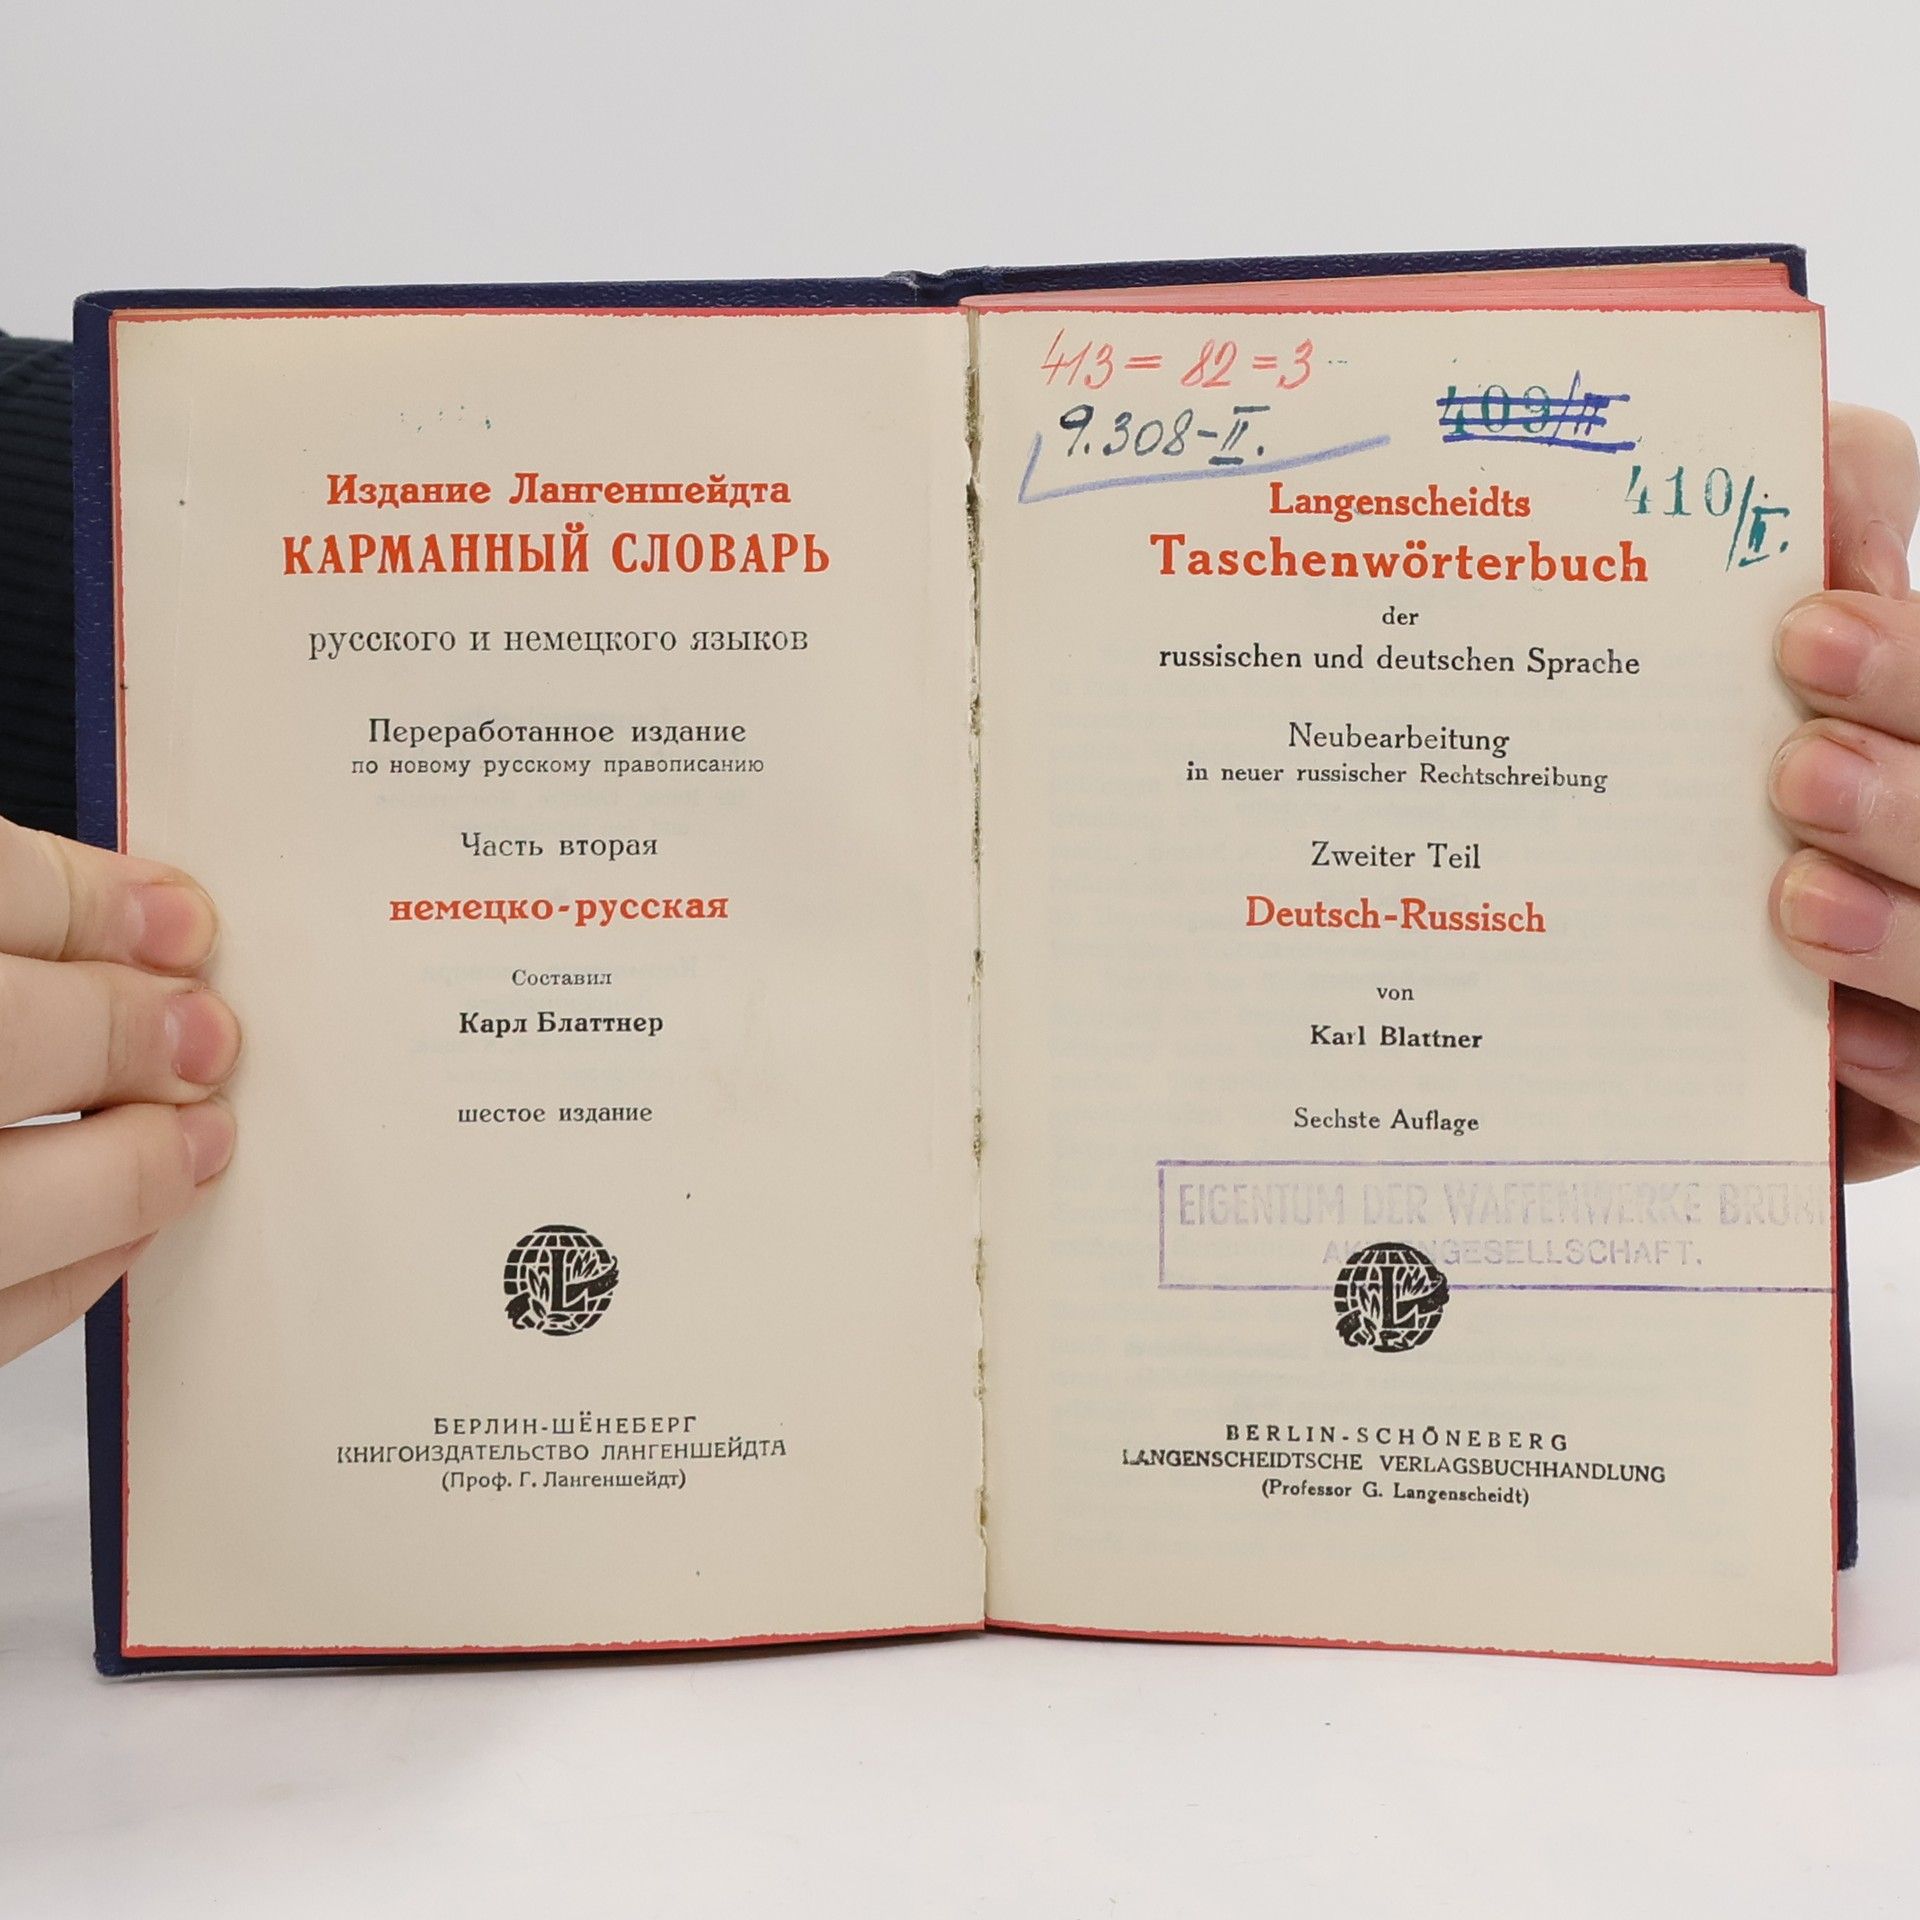 Издание Лангеншейдта
КАРМАННЫЙ СЛОВАРЬ
русского и немецкого языков
Переработанное издание
по новому русскому правописанию
Часть вторая
немецко-русская
Составил
Карл Блаттнер
шестое издание
L
БЕРЛИН-ШЁНЕБЕРГ
КНИГОИЗДАТЕЛЬСТВО ЛАНГЕНШЕЙДТА
(Проф. Г. Лангеншейдт)
413 = 82 = 3
9.308-II.
409/II
410/II.
Langenscheidts
Taschenwörterbuch
der
russischen und deutschen Sprache
Neubearbeitung
in neuer russischer Rechtschreibung
Zweiter Teil
Deutsch-Russisch
von
Karl Blattner
Sechste Auflage
EIGENTUM DER WAFFENWERKE BRÜNN
AKTIENGESELLSCHAFT.
L
BERLIN-SCHÖNEBERG
LANGENSCHEIDTSCHE VERLAGSBUCHHANDLUNG
(Professor G. Langenscheidt)